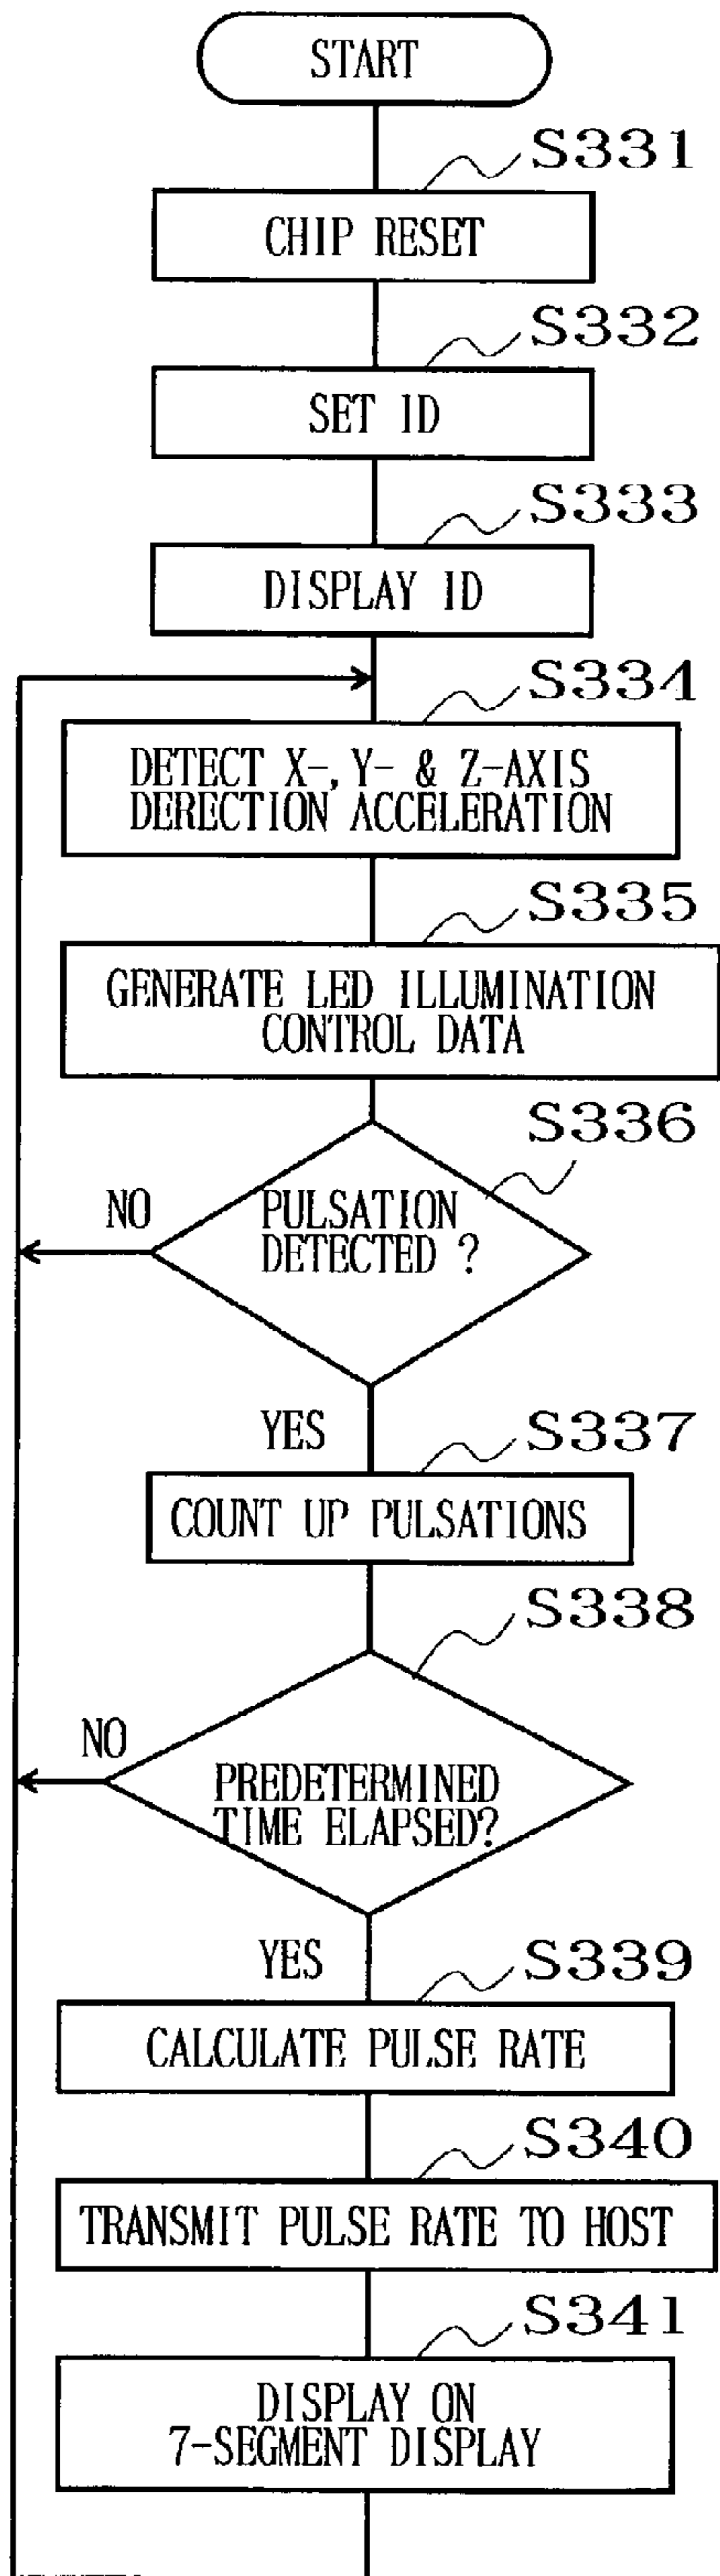 START
S331
CHIP RESET
S332
SET ID
S333
DISPLAY ID
S334
DETECT X-, Y- & Z-AXIS
DERECTION ACCELERATION
S335
GENERATE LED ILLUMINATION
CONTROL DATA
S336
NO
PULSATION
DETECTED ?
YES
S337
COUNT UP PULSATIONS
S338
NO
PREDETERMINED
TIME ELAPSED?
YES
S339
CALCULATE PULSE RATE
S340
TRANSMIT PULSE RATE TO HOST
S341
DISPLAY ON
7-SEGMENT DISPLAY